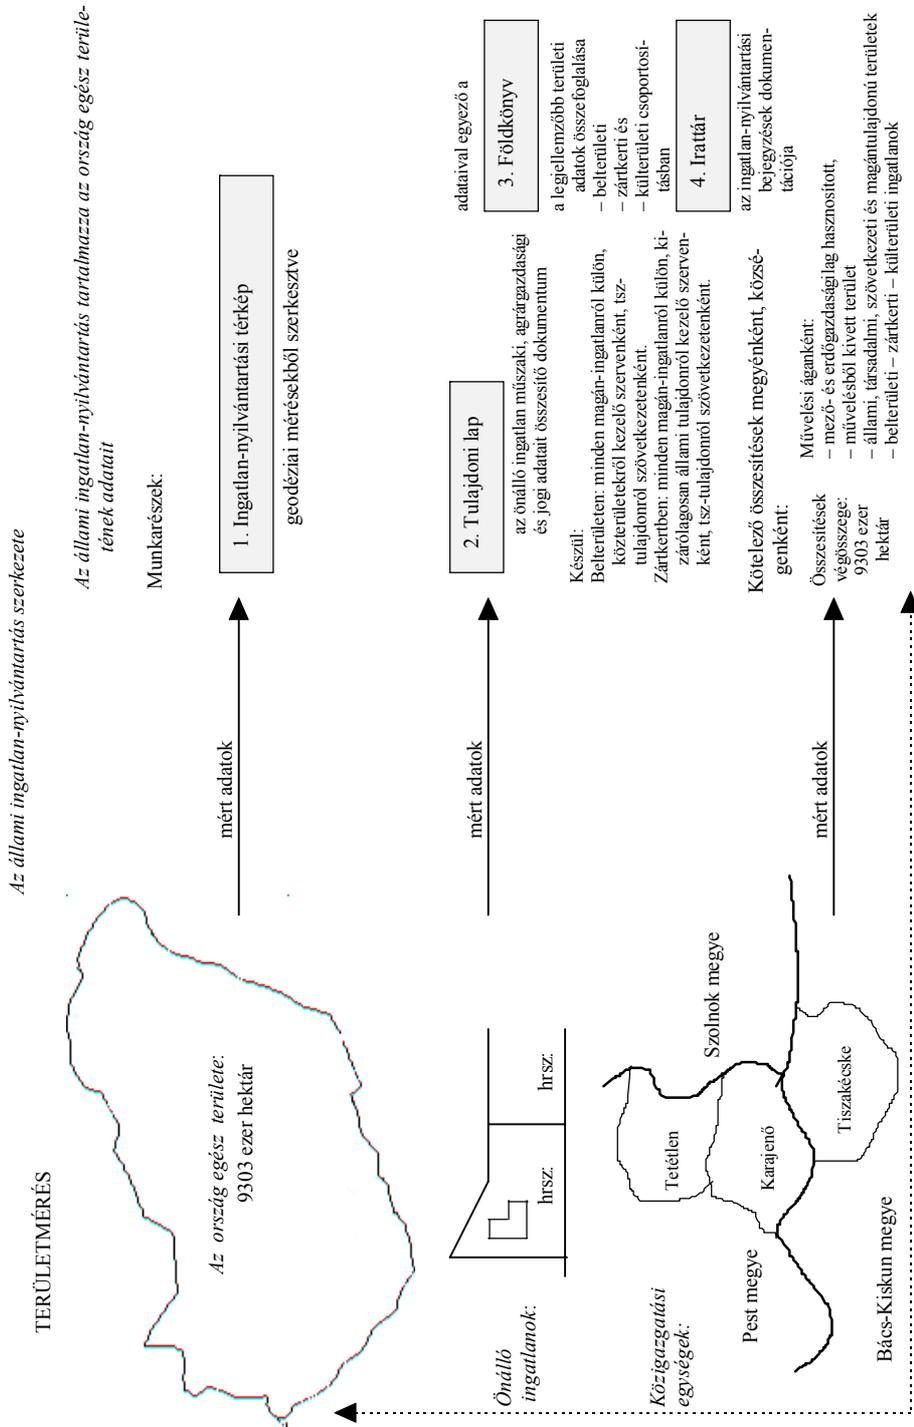 Az állami ingatlan-nyilvántartás szerkezete
TERÜLETMÉRÉS
Az ország egész területe:
9303 ezer hektár
mért adatok
Az állami ingatlan-nyilvántartás tartalmazza az ország egész terüle-
tének adatait
Munkarészek:
1. Ingatlan-nyilvántartási térkép
geodéziai mérésekből szerkesztve
Önálló
ingatlanok:
hrsz:
hrsz:
mért adatok
2. Tulajdoni lap
az önálló ingatlan műszaki, agrárgazdasági
és jogi adatait összesítő dokumentum
Készül:
Belterületen: minden magán-ingatlanról külön,
közterületekről kezelő szervenként, tsz-
tulajdonról szövetkezetenként.
Zártkertben: minden magán-ingatlanról külön, ki-
zárólagosan állami tulajdonról kezelő szerven-
ként, tsz-tulajdonról szövetkezetenként.
adataival egyező a
3. Földkönyv
a legjellemzőbb területi
adatok összefoglalása
– belterületi
– zártkerti és
– külterületi csoportosí-
tásban
4. Irattár
az ingatlan-nyilvántartási
bejegyzések dokumen-
tációja
Közigazgatási
egységek:
Pest megye
Szolnok megye
Tetétlen
Karajenő
Tiszakécske
Bács-Kiskun megye
mért adatok
Kötelező összesítések megyénként, közsé-
genként:
Összesítések
végösszege:
9303 ezer
hektár
Művelési áganként:
– mező- és erdőgazdaságilag hasznosított,
– művelésből kivett terület
– állami, társadalmi, szövetkezeti és magántulajdonú területek
– belterületi – zártkerti – külterületi ingatlanok